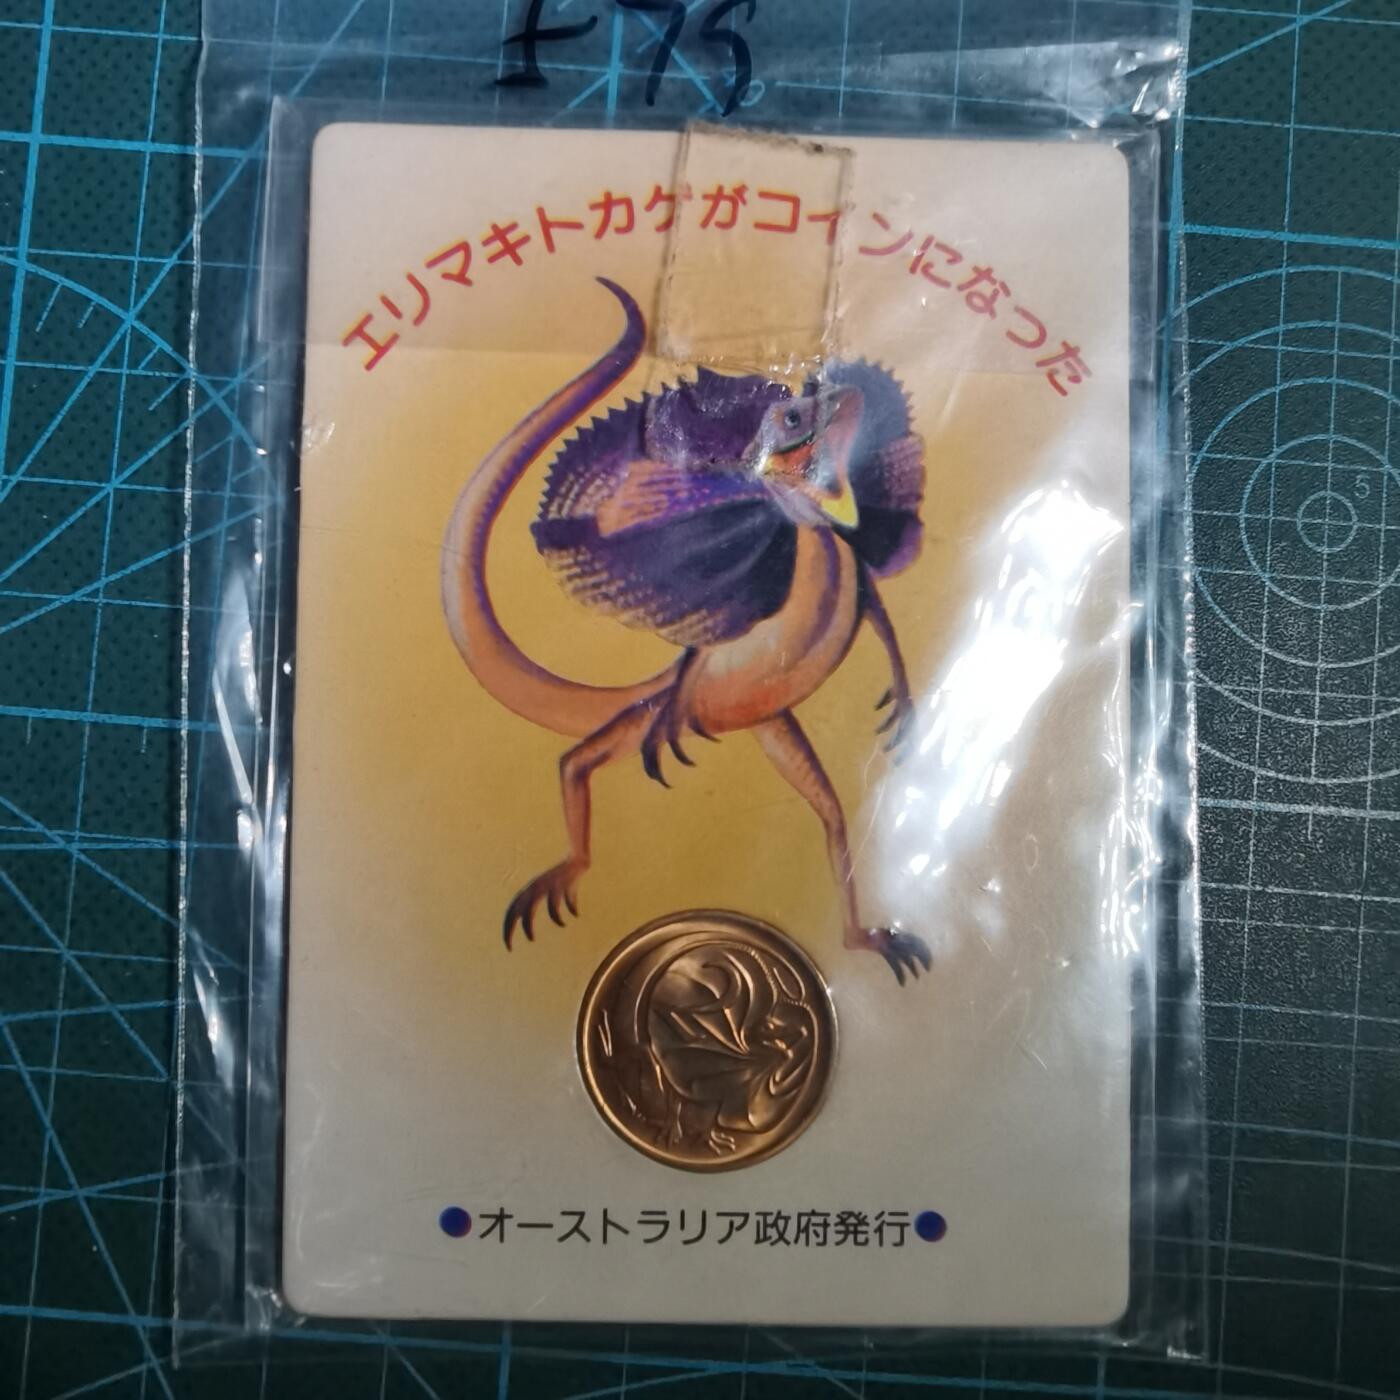 エリマキトカゲがコインになった
2
5
●オーストラリア政府発行●